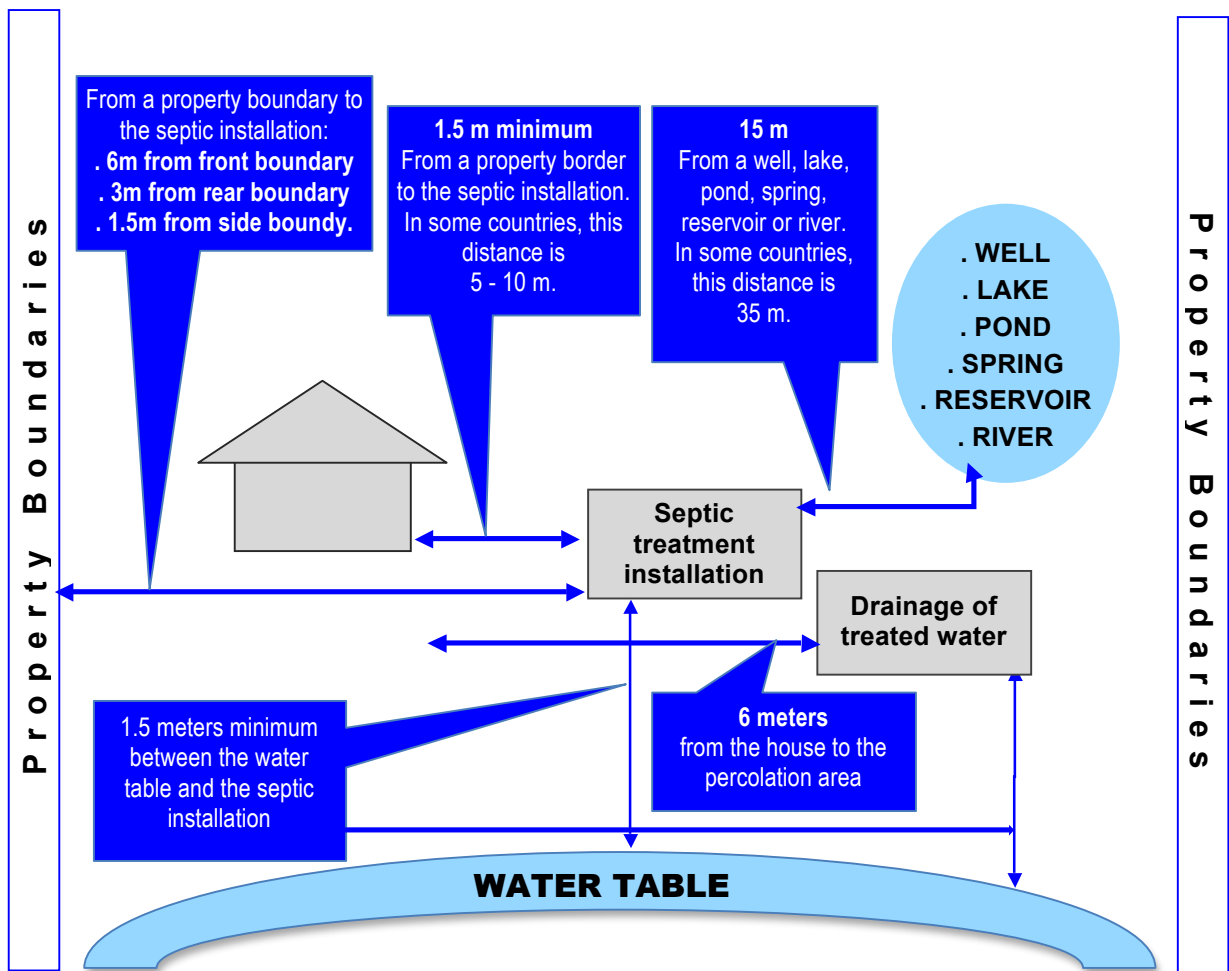 Property Boundaries
From a property boundary to
the septic installation:
. 6m from front boundary
. 3m from rear boundary
. 1.5m from side boundy.
1.5 m minimum
From a property border
to the septic installation.
In some countries, this
distance is
5 - 10 m.
15 m
From a well, lake,
pond, spring,
reservoir or river.
In some countries,
this distance is
35 m.
. WELL
. LAKE
. POND
. SPRING
. RESERVOIR
. RIVER
Property Boundaries
Septic
treatment
installation
Drainage of
treated water
1.5 meters minimum
between the water
table and the septic
installation
6 meters
from the house to the
percolation area
WATER TABLE